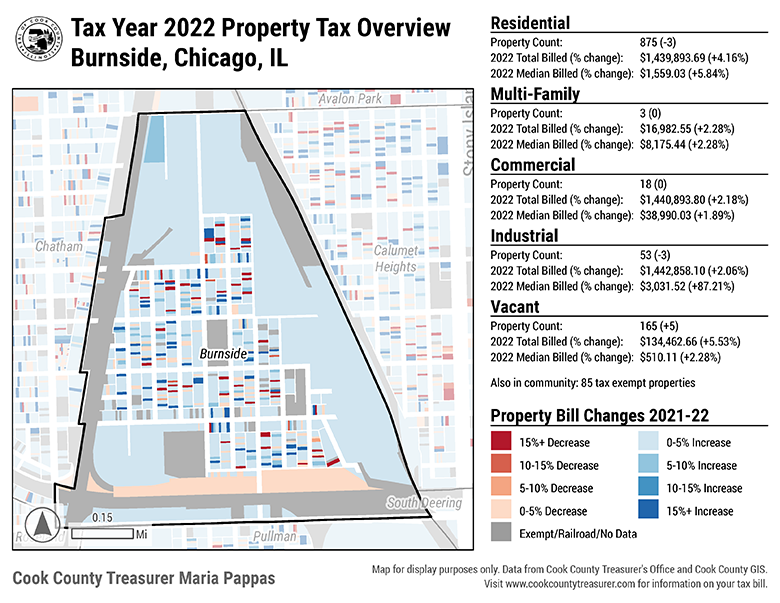 Tax Year 2022 Property Tax Overview
Burnside, Chicago, IL
Avalon Park
Stony Islan
Chatham
Calumet
Heights
Burnside
South Deering
Pullman
0.15
Mi
Residential
Property Count: 875 (-3)
2022 Total Billed (% change): $1,439,893.69 (+4.16%)
2022 Median Billed (% change): $1,559.03 (+5.84%)
Multi-Family
Property Count: 3 (0)
2022 Total Billed (% change): $16,982.55 (+2.28%)
2022 Median Billed (% change): $8,175.44 (+2.28%)
Commercial
Property Count: 18 (0)
2022 Total Billed (% change): $1,440,893.80 (+2.18%)
2022 Median Billed (% change): $38,990.03 (+1.89%)
Industrial
Property Count: 53 (-3)
2022 Total Billed (% change): $1,442,858.10 (+2.06%)
2022 Median Billed (% change): $3,031.52 (+87.21%)
Vacant
Property Count: 165 (+5)
2022 Total Billed (% change): $134,462.66 (+5.53%)
2022 Median Billed (% change): $510.11 (+2.28%)
Also in community: 85 tax exempt properties
Property Bill Changes 2021-22
15%+ Decrease
0-5% Increase
10-15% Decrease
5-10% Increase
5-10% Decrease
10-15% Increase
0-5% Decrease
15%+ Increase
Exempt/Railroad/No Data
Cook County Treasurer Maria Pappas
Map for display purposes only. Data from Cook County Treasurer's Office and Cook County GIS.
Visit www.cookcountytreasurer.com for information on your tax bill.